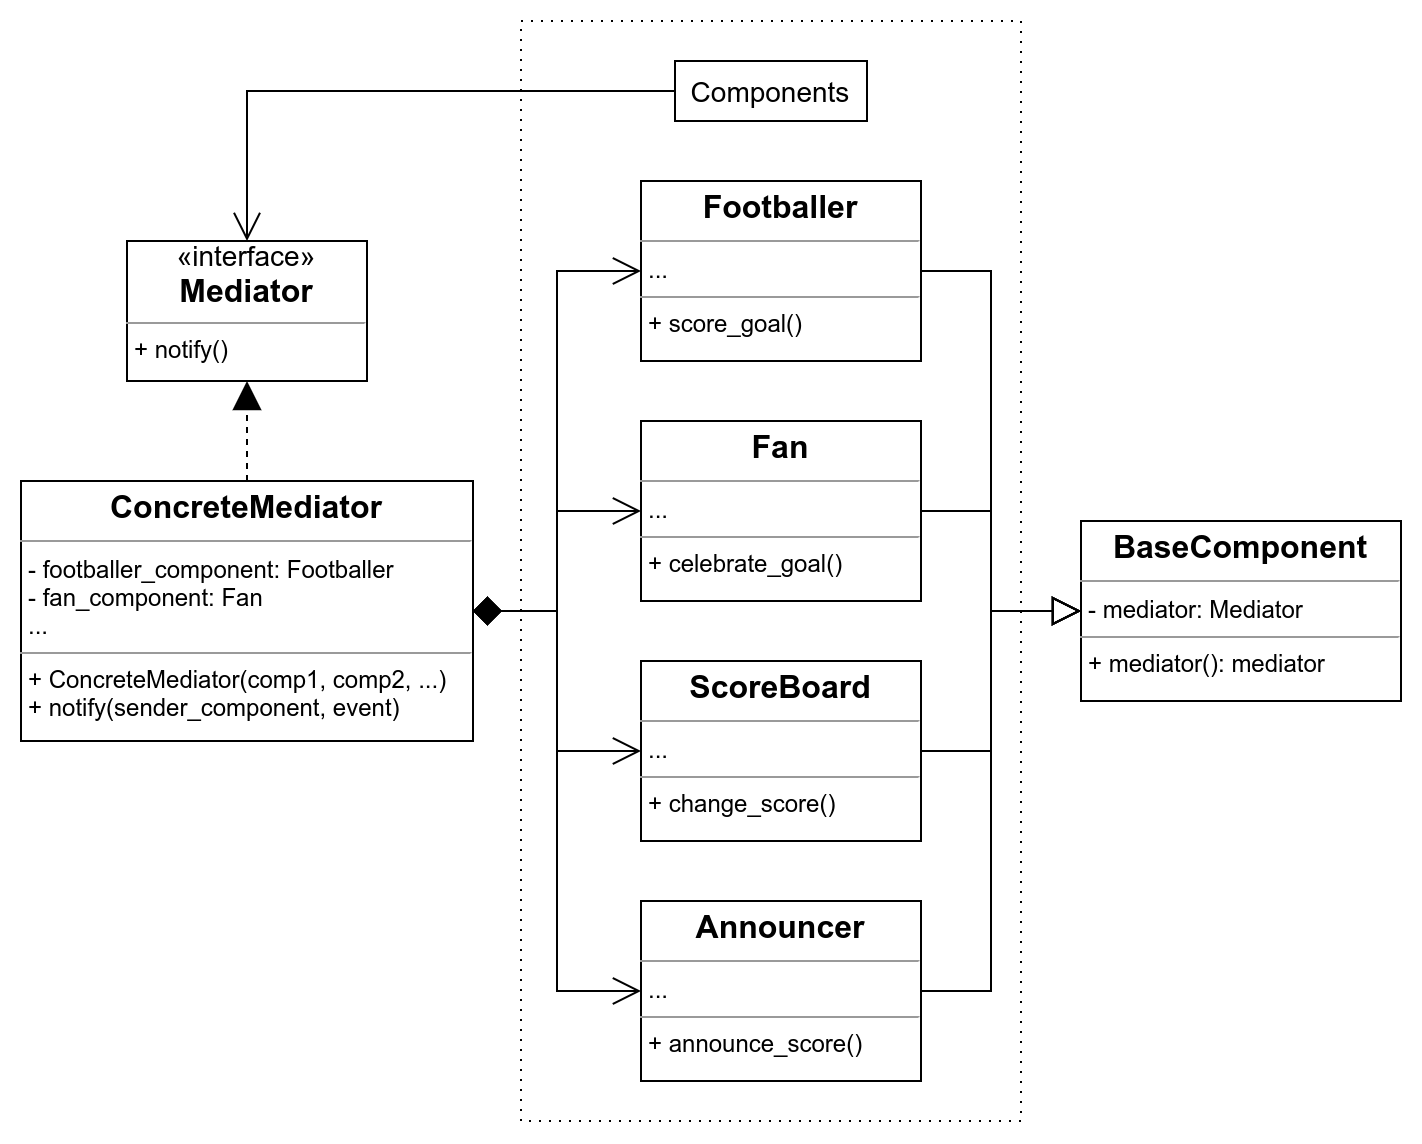 Components
«interface»
Mediator
+ notify()
ConcreteMediator
- footballer_component: Footballer
- fan_component: Fan
...
+ ConcreteMediator(comp1, comp2, ...)
+ notify(sender_component, event)
Footballer
...
+ score_goal()
Fan
...
+ celebrate_goal()
ScoreBoard
...
+ change_score()
Announcer
...
+ announce_score()
BaseComponent
- mediator: Mediator
+ mediator(): mediator